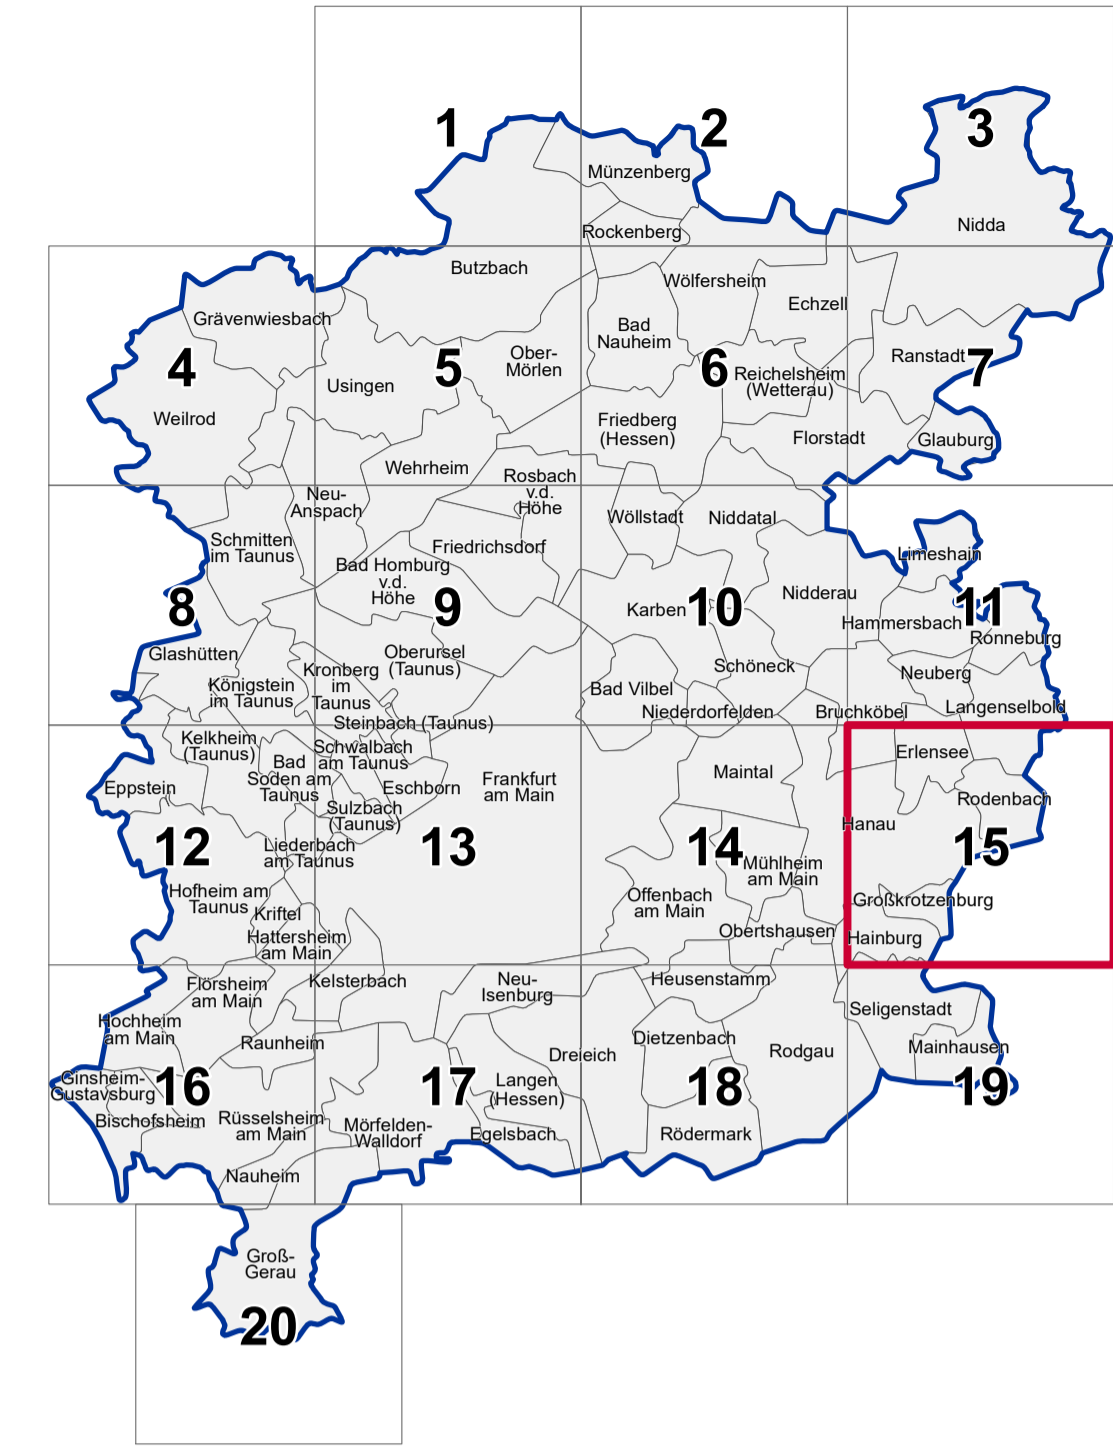 1
2
3
Münzenberg
Nidda
Rockenberg
Butzbach
Wölfersheim
Echzell
Grävenwiesbach
Bad
Nauheim
Ober-
Mörlen
4
5
6
7
Ranstadt
Reichelsheim
(Wetterau)
Usingen
Weilrod
Friedberg
(Hessen)
Florstadt
Glauburg
Wehrheim
Rosbach
v.d.
Höhe
Neu-
Anspach
Wöllstadt
Niddatal
Schmitten
im Taunus
Friedrichsdorf
Limeshain
Bad Homburg
v.d.
Höhe
Nidderau
8
9
10
11
Karben
Hammersbach
Ronneburg
Glashütten
Oberursel
(Taunus)
Kronberg
im
Taunus
Schöneck
Neuberg
Königstein
im Taunus
Bad Vilbel
Niederdorfelden
Bruchköbel
Langenselbold
Steinbach (Taunus)
Kelkheim
(Taunus)
Schwalbach
am Taunus
Erlensee
Bad
Soden am
Taunus
Maintal
Eppstein
Eschborn
Frankfurt
am Main
Rodenbach
Sulzbach
(Taunus)
Hanau
12
13
14
15
Liederbach
am Taunus
Mühlheim
am Main
Hofheim am
Taunus
Offenbach
am Main
Großkrotzenburg
Kriftel
Obertshausen
Hainburg
Hattersheim
am Main
Flörsheim
am Main
Kelsterbach
Neu-
Isenburg
Heusenstamm
Seligenstadt
Hochheim
am Main
Raunheim
Dreieich
Dietzenbach
Rodgau
Mainhausen
Ginsheim-
Gustavsburg
16
17
18
19
Langen
(Hessen)
Bischofsheim
Rüsselsheim
am Main
Mörfelden-
Walldorf
Egelsbach
Rödermark
Nauheim
Groß-
Gerau
20